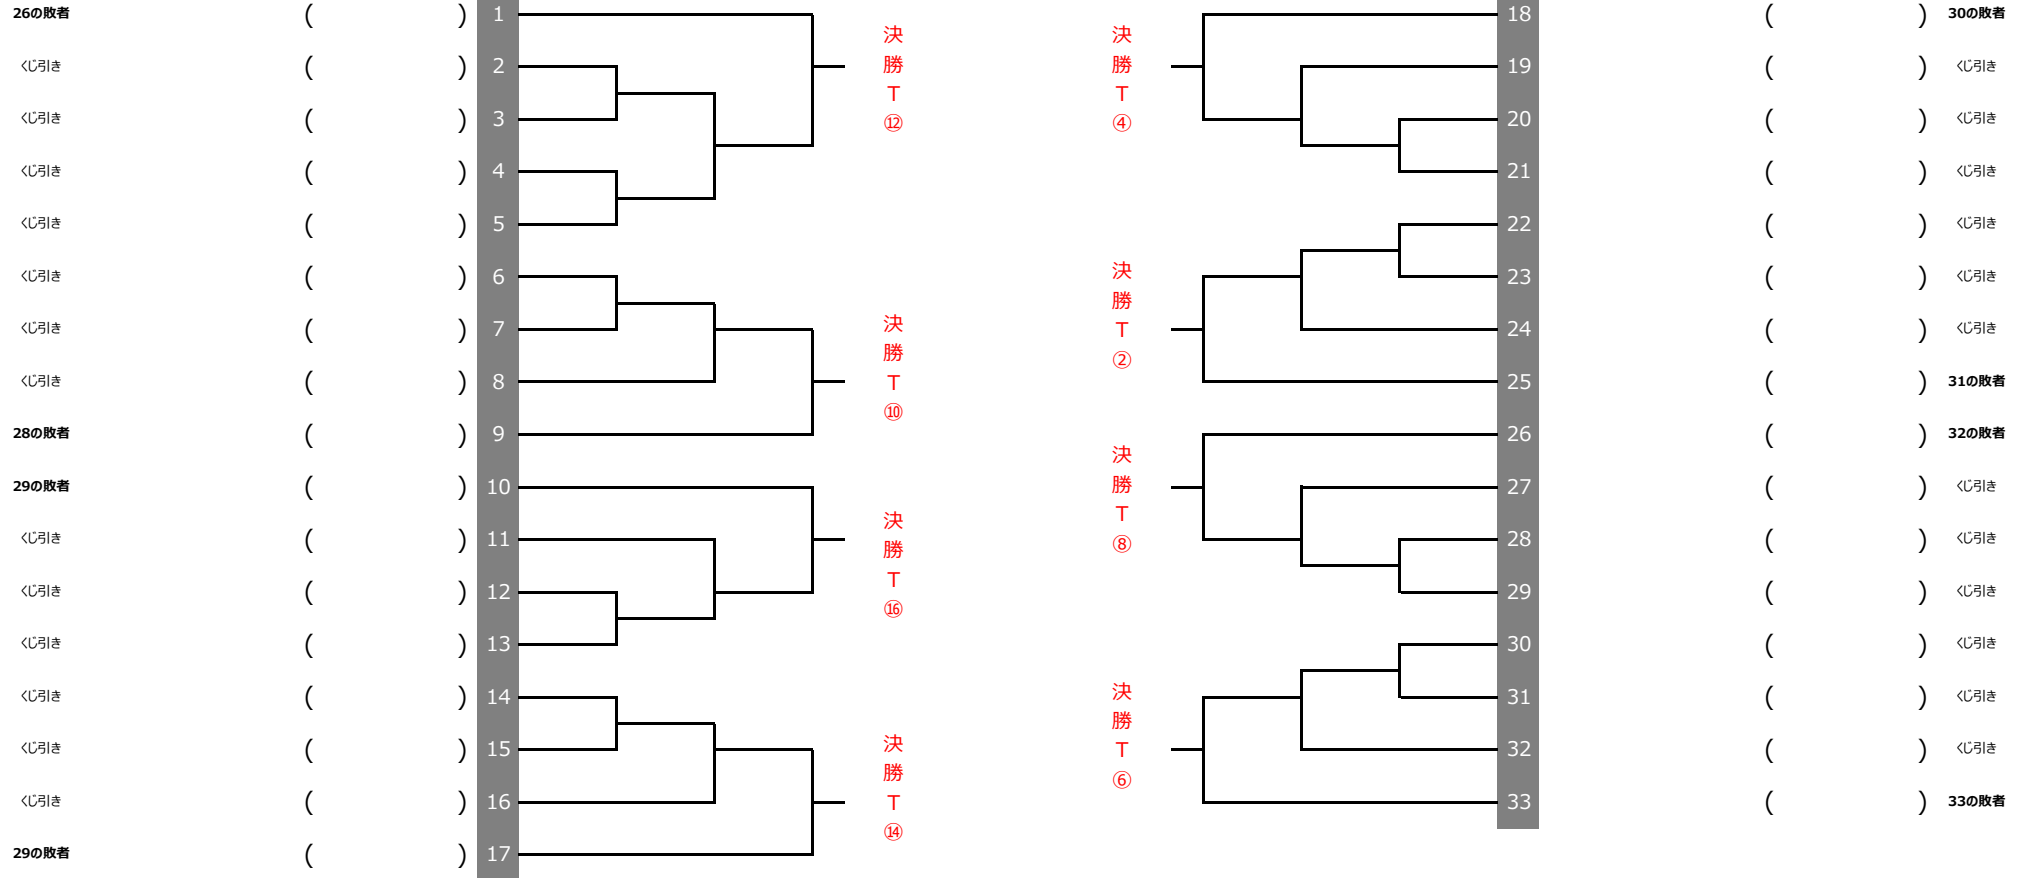 26の敗者 ( ) 1
くじ引き ( ) 2
くじ引き ( ) 3
くじ引き ( ) 4
くじ引き ( ) 5
くじ引き ( ) 6
くじ引き ( ) 7
くじ引き ( ) 8
28の敗者 ( ) 9
29の敗者 ( ) 10
くじ引き ( ) 11
くじ引き ( ) 12
くじ引き ( ) 13
くじ引き ( ) 14
くじ引き ( ) 15
くじ引き ( ) 16
29の敗者 ( ) 17
決勝T⑫
決勝T⑩
決勝T⑯
決勝T⑭
決勝T④
決勝T②
決勝T⑧
決勝T⑥
18 ( ) 30の敗者
19 ( ) くじ引き
20 ( ) くじ引き
21 ( ) くじ引き
22 ( ) くじ引き
23 ( ) くじ引き
24 ( ) くじ引き
25 ( ) 31の敗者
26 ( ) 32の敗者
27 ( ) くじ引き
28 ( ) くじ引き
29 ( ) くじ引き
30 ( ) くじ引き
31 ( ) くじ引き
32 ( ) くじ引き
33 ( ) 33の敗者